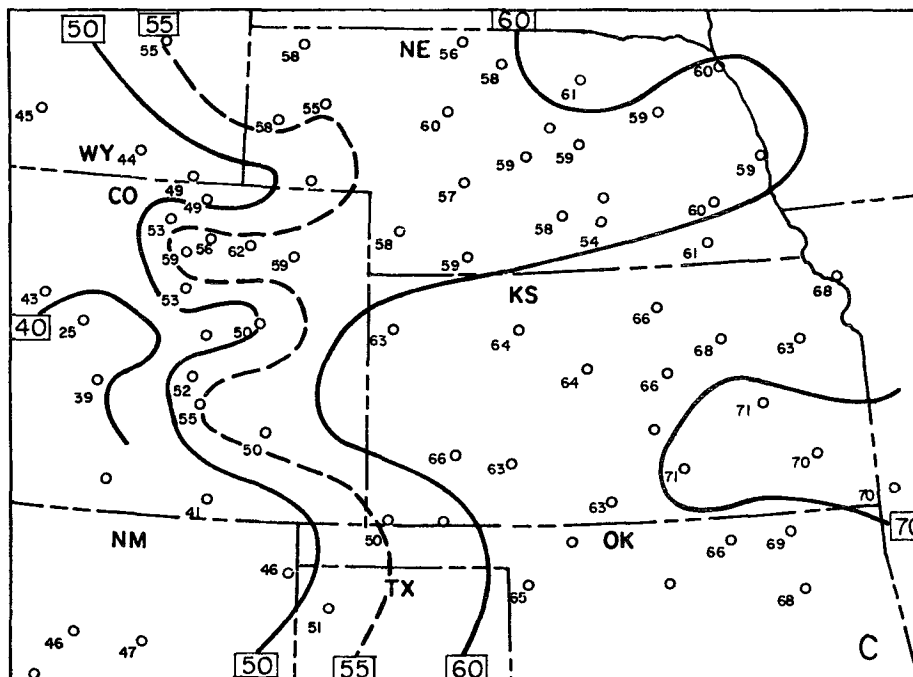 50 55 60
55 58 NE 56
58
60
61
45 58 55 60 59
WY 44 59 59 59
49 57
CO 49
53 56 62 58 58 54 60
59 59 59 61
43 53 KS 68
40 25 50 63 64 66 68 63
39 52 64 66
55 71
50 66 63 71 70
41 63 70
NM 50 OK 66 69 70
46 TX 65 68
51
46 47 C
50 55 60